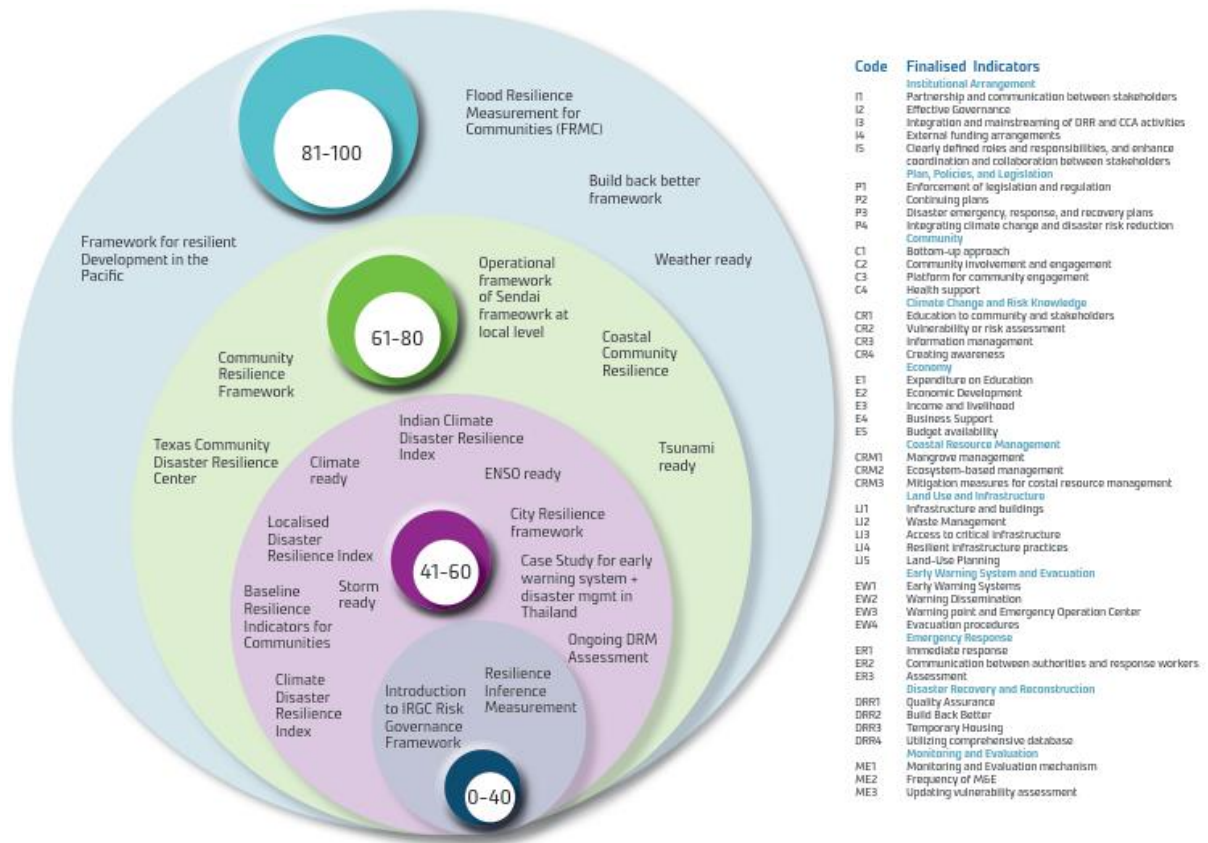 81-100
Flood Resilience
Measurement for
Communities (FRMC)
Build back better
framework
Framework for resilient
Development in the
Pacific
Weather ready
61-80
Operational
framework
of Sendai
frameowrk at
local level
Coastal
Community
Resilience
Community
Resilience
Framework
Texas Community
Disaster Resilience
Center
Tsunami
ready
Indian Climate
Disaster Resilience
Index
Climate
ready
ENSO ready
Localised
Disaster
Resilience Index
City Resilience
framework
41-60
Case Study for early
warning system +
disaster mgmt in
Thailand
Storm
ready
Baseline
Resilience
Indicators for
Communities
Ongoing DRM
Assessment
Climate
Disaster
Resilience
Index
Introduction
to IRGC Risk
Governance
Framework
Resilience
Inference
Measurement
0-40
Code Finalised Indicators
Institutional Arrangement
I1 Partnership and communication between stakeholders
I2 Effective Governance
I3 Integration and mainstreaming of DRR and CCA activities
I4 External funding arrangements
I5 Clearly defined roles and responsibilities, and enhance
coordination and collaboration between stakeholders
Plan, Policies, and Legislation
P1 Enforcement of legislation and regulation
P2 Continuing plans
P3 Disaster emergency, response, and recovery plans
P4 Integrating climate change and disaster risk reduction
Community
C1 Bottom-up approach
C2 Community involvement and engagement
C3 Platform for community engagement
C4 Health support
Climate Change and Risk Knowledge
CR1 Education to community and stakeholders
CR2 Vulnerability or risk assessment
CR3 Information management
CR4 Creating awareness
Economy
E1 Expenditure on Education
E2 Economic Development
E3 Income and livelihood
E4 Business Support
E5 Budget availability
Coastal Resource Management
CRM1 Mangrove management
CRM2 Ecosystem-based management
CRM3 Mitigation measures for costal resource management
Land Use and Infrastructure
LI1 Infrastructure and buildings
LI2 Waste Management
LI3 Access to critical infrastructure
LI4 Resilient infrastructure practices
LI5 Land-Use Planning
Early Warning System and Evacuation
EW1 Early Warning Systems
EW2 Warning Dissemination
EW3 Warning point and Emergency Operation Center
EW4 Evacuation procedures
Emergency Response
ER1 Immediate response
ER2 Communication between authorities and response workers
ER3 Assessment
Disaster Recovery and Reconstruction
DRR1 Quality Assurance
DRR2 Build Back Better
DRR3 Temporary Housing
DRR4 Utilizing comprehensive database
Monitoring and Evaluation
ME1 Monitoring and Evaluation mechanism
ME2 Frequency of M&E
ME3 Updating vulnerability assessment